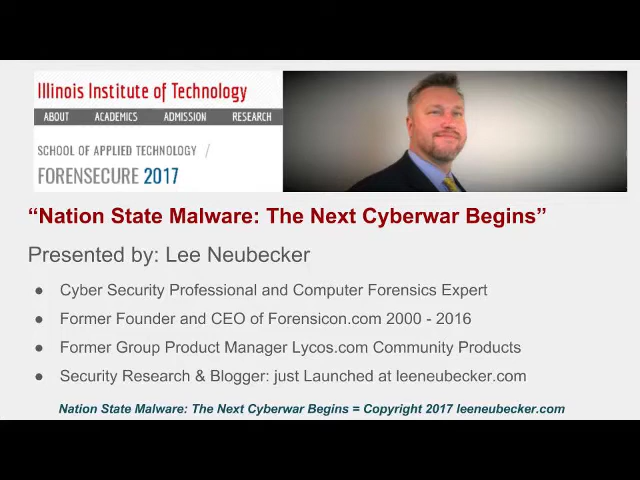 Illinois Institute of Technology
ABOUT ACADEMICS ADMISSION RESEARCH
SCHOOL OF APPLIED TECHNOLOGY /
FORENSECURE 2017
“Nation State Malware: The Next Cyberwar Begins”
Presented by: Lee Neubecker
● Cyber Security Professional and Computer Forensics Expert
● Former Founder and CEO of Forensicon.com 2000 - 2016
● Former Group Product Manager Lycos.com Community Products
● Security Research & Blogger: just Launched at leeneubecker.com
Nation State Malware: The Next Cyberwar Begins = Copyright 2017 leeneubecker.com